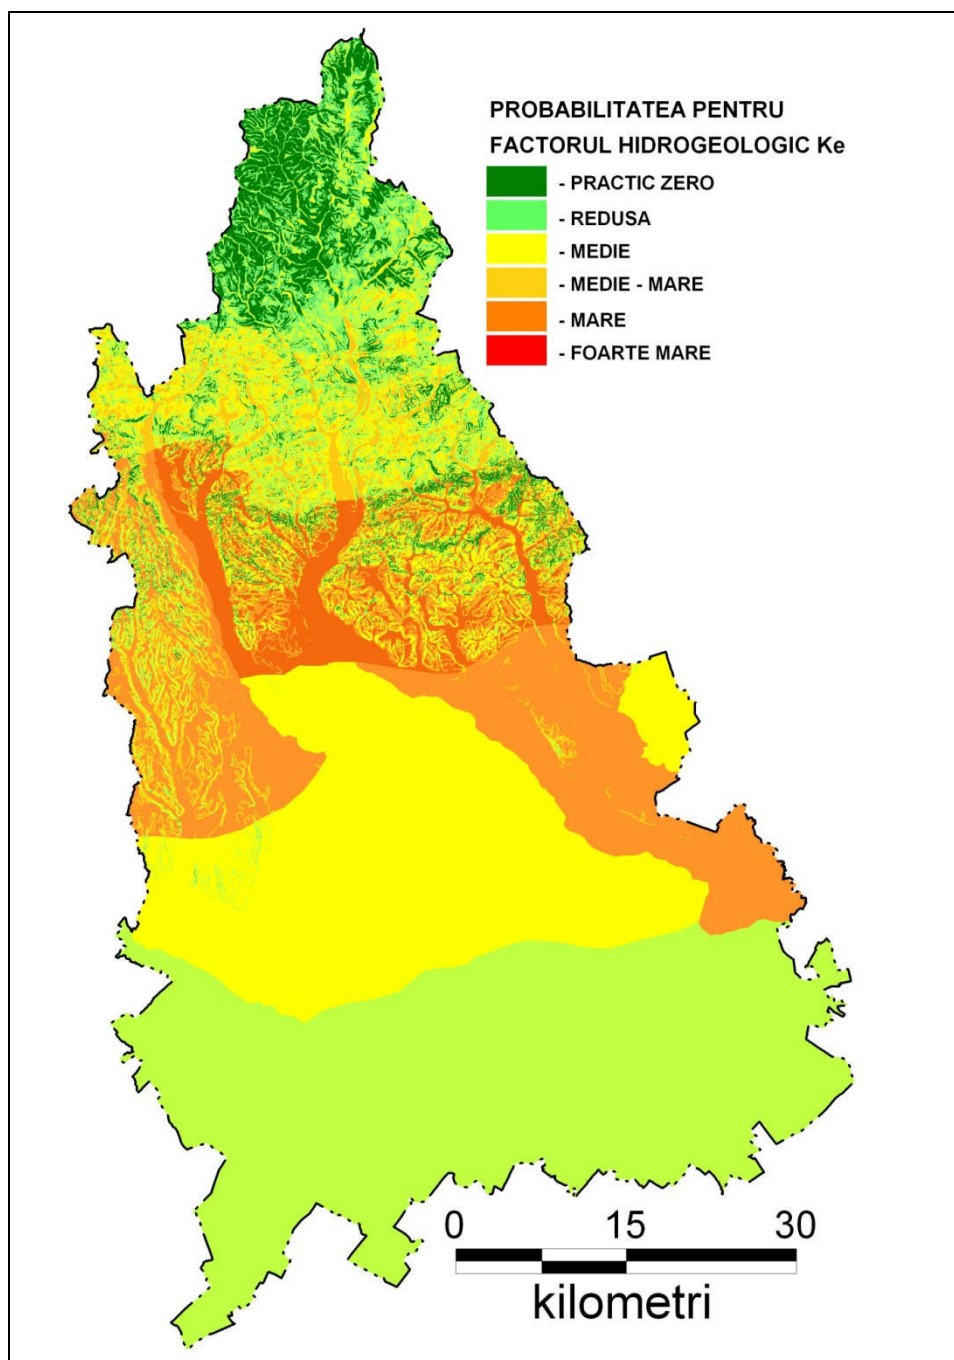 PROBABILITATEA PENTRU
FACTORUL HIDROGEOLOGIC Ke
- PRACTIC ZERO
- REDUSA
- MEDIE
- MEDIE - MARE
- MARE
- FOARTE MARE
0 15 30
kilometri